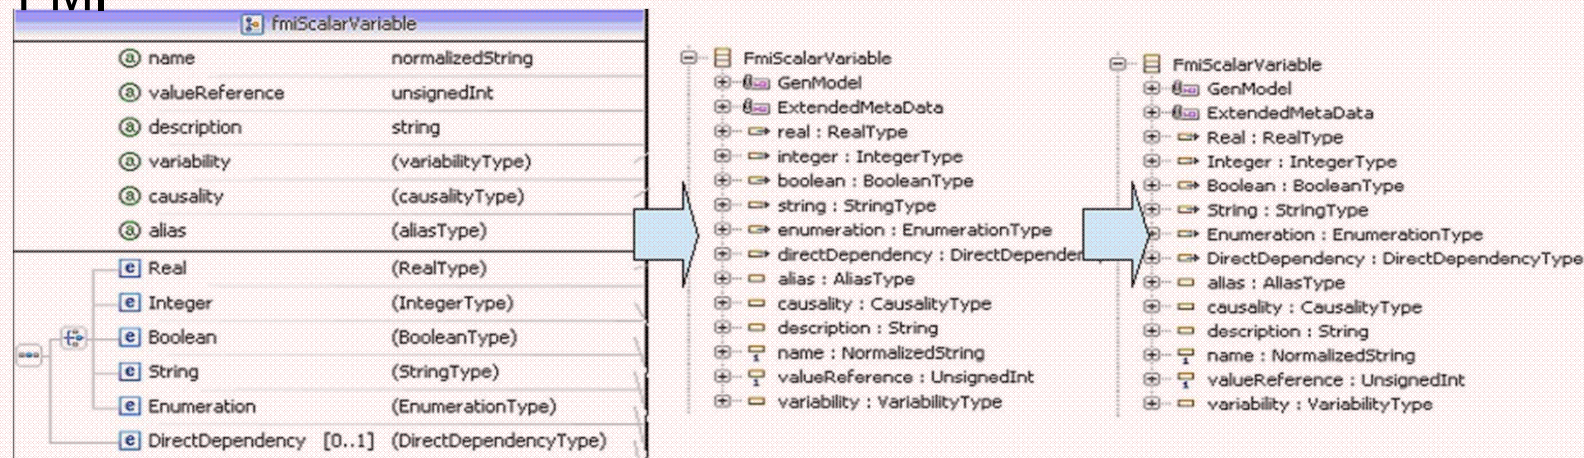 FMI
fmiScalarVariable
name normalizedString
valueReference unsignedInt
description string
variability (variabilityType)
causality (causalityType)
alias (aliasType)
Real (RealType)
Integer (IntegerType)
Boolean (BooleanType)
String (StringType)
Enumeration (EnumerationType)
DirectDependency [0..1] (DirectDependencyType)
FmiScalarVariable
GenModel
ExtendedMetaData
real : RealType
integer : IntegerType
boolean : BooleanType
string : StringType
enumeration : EnumerationType
directDependency : DirectDependen
alias : AliasType
causality : CausalityType
description : String
name : NormalizedString
valueReference : UnsignedInt
variability : VariabilityType
FmiScalarVariable
GenModel
ExtendedMetaData
Real : RealType
Integer : IntegerType
Boolean : BooleanType
String : StringType
Enumeration : EnumerationType
DirectDependency : DirectDependencyType
alias : AliasType
causality : CausalityType
description : String
name : NormalizedString
valueReference : UnsignedInt
variability : VariabilityType